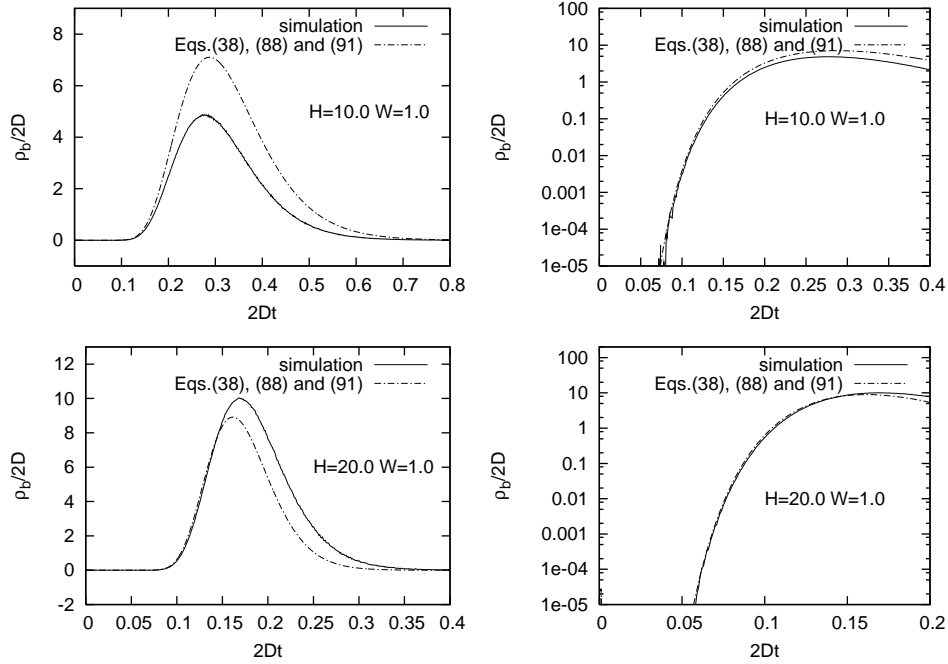 simulation
Eqs.(38), (88) and (91)
H=10.0 W=1.0
ρb/2D
8
6
4
2
0
0 0.1 0.2 0.3 0.4 0.5 0.6 0.7 0.8
2Dt
simulation
Eqs.(38), (88) and (91)
H=10.0 W=1.0
ρb/2D
100
10
1
0.1
0.01
0.001
1e-04
1e-05
0 0.05 0.1 0.15 0.2 0.25 0.3 0.35 0.4
2Dt
simulation
Eqs.(38), (88) and (91)
H=20.0 W=1.0
ρb/2D
12
10
8
6
4
2
0
-2
0 0.05 0.1 0.15 0.2 0.25 0.3 0.35 0.4
2Dt
simulation
Eqs.(38), (88) and (91)
H=20.0 W=1.0
ρb/2D
100
10
1
0.1
0.01
0.001
1e-04
1e-05
0 0.05 0.1 0.15 0.2
2Dt